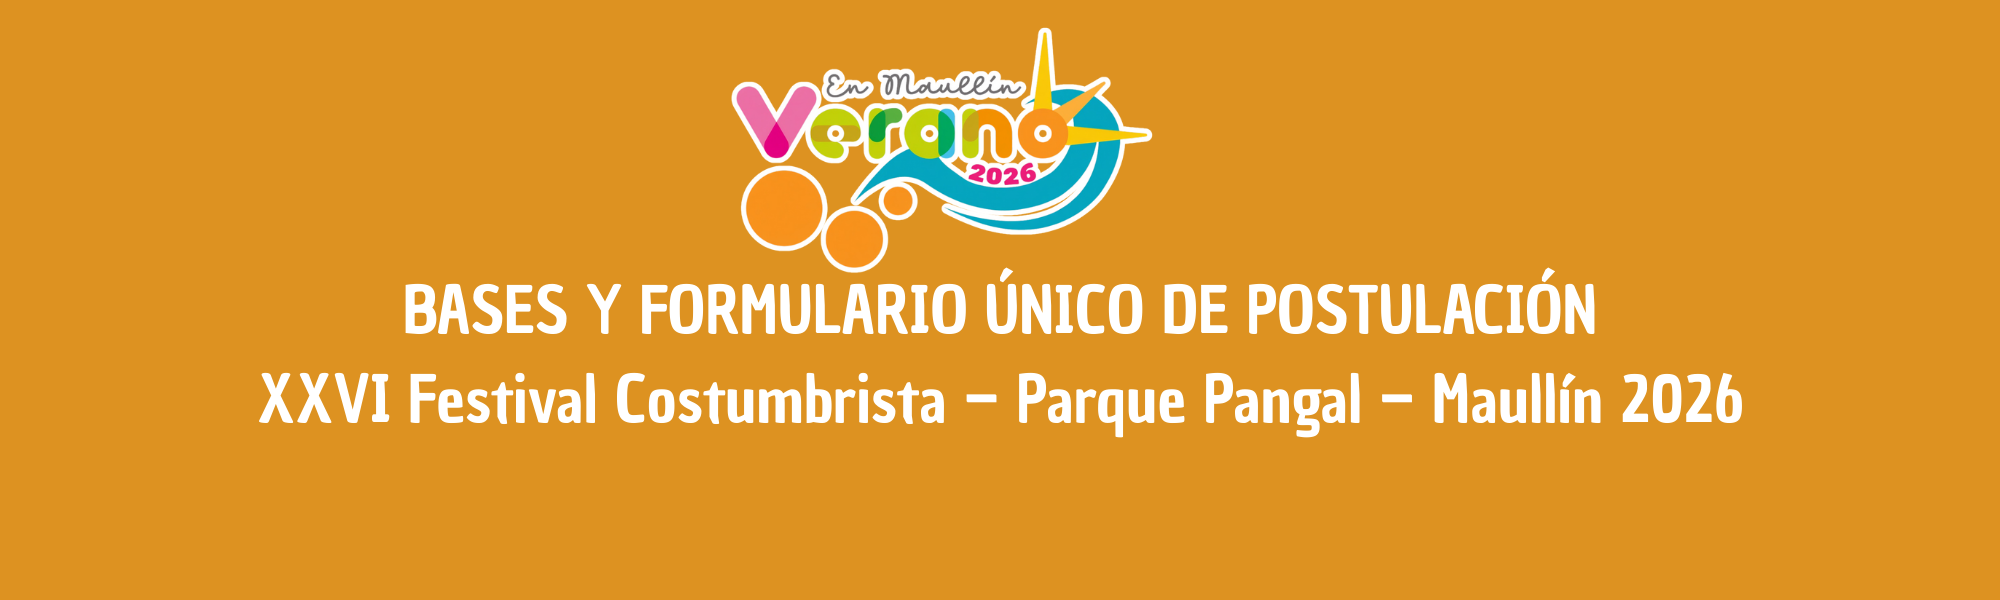 En Maullín
Verano
2026
BASES Y FORMULARIO ÚNICO DE POSTULACIÓN
XXVI Festival Costumbrista – Parque Pangal – Maullín 2026